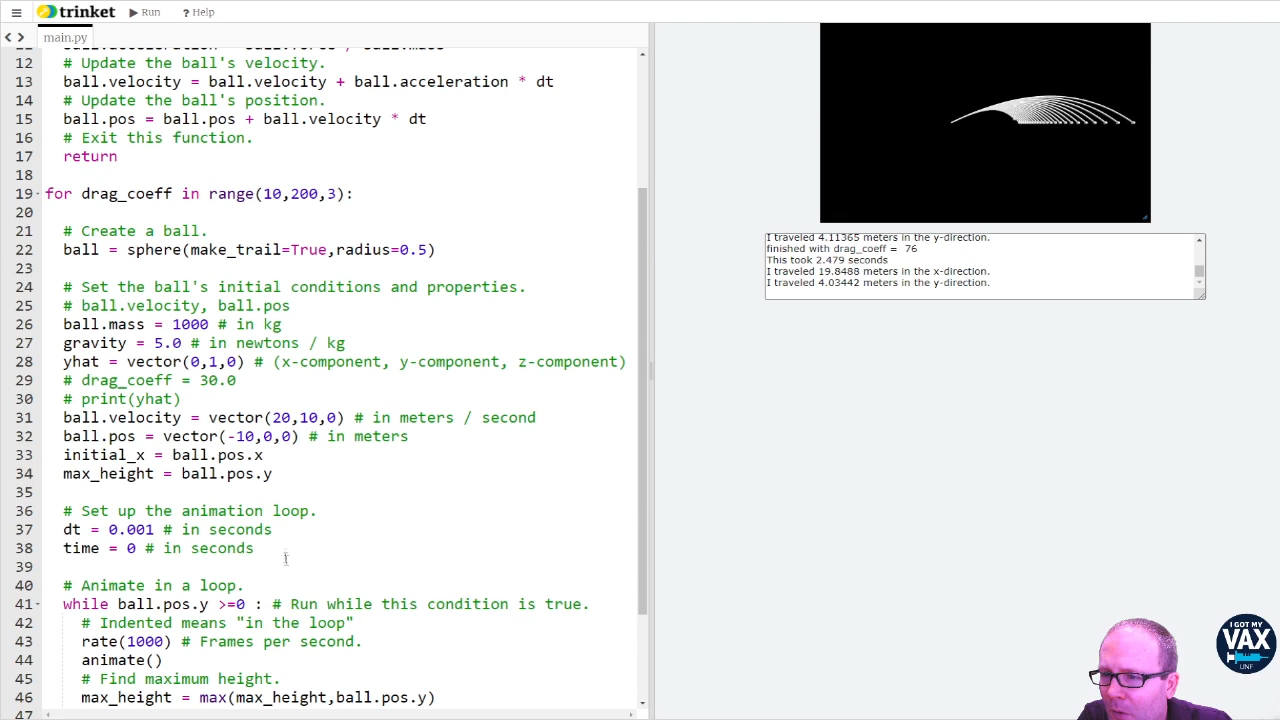 trinket Run ? Help
main.py
12 # Update the ball's velocity.
13 ball.velocity = ball.velocity + ball.acceleration * dt
14 # Update the ball's position.
15 ball.pos = ball.pos + ball.velocity * dt
16 # Exit this function.
17 return
18
19 for drag_coeff in range(10,200,3):
20
21 # Create a ball.
22 ball = sphere(make_trail=True,radius=0.5)
23
24 # Set the ball's initial conditions and properties.
25 # ball.velocity, ball.pos
26 ball.mass = 1000 # in kg
27 gravity = 5.0 # in newtons / kg
28 yhat = vector(0,1,0) # (x-component, y-component, z-component)
29 # drag_coeff = 30.0
30 # print(yhat)
31 ball.velocity = vector(20,10,0) # in meters / second
32 ball.pos = vector(-10,0,0) # in meters
33 initial_x = ball.pos.x
34 max_height = ball.pos.y
35
36 # Set up the animation loop.
37 dt = 0.001 # in seconds
38 time = 0 # in seconds
39
40 # Animate in a loop.
41 while ball.pos.y >=0 : # Run while this condition is true.
42 # Indented means "in the loop"
43 rate(1000) # Frames per second.
44 animate()
45 # Find maximum height.
46 max_height = max(max_height,ball.pos.y)
47
I traveled 4.11365 meters in the y-direction.
finished with drag_coeff = 76
This took 2.479 seconds
I traveled 19.8488 meters in the x-direction.
I traveled 4.03442 meters in the y-direction.
I GOT MY
VAX
UNF